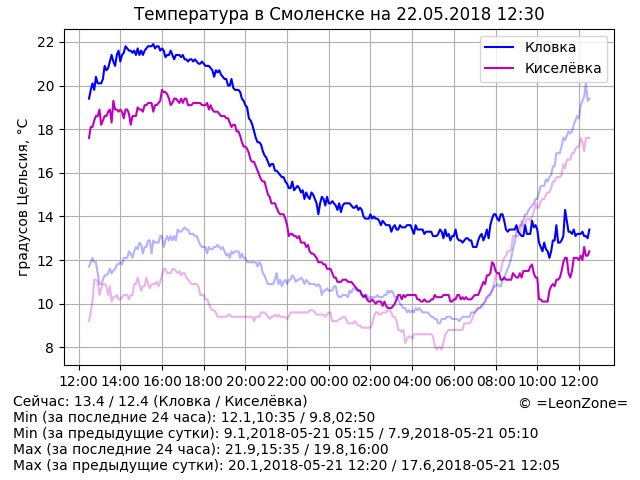 Температура в Смоленске на 22.05.2018 12:30
Кловка
Киселёвка
градусов Цельсия, °C
22
20
18
16
14
12
10
8
12:00 14:00 16:00 18:00 20:00 22:00 00:00 02:00 04:00 06:00 08:00 10:00 12:00
Сейчас: 13.4 / 12.4 (Кловка / Киселёвка)
© =LeonZone=
Min (за последние 24 часа): 12.1,10:35 / 9.8,02:50
Min (за предыдущие сутки): 9.1,2018-05-21 05:15 / 7.9,2018-05-21 05:10
Max (за последние 24 часа): 21.9,15:35 / 19.8,16:00
Max (за предыдущие сутки): 20.1,2018-05-21 12:20 / 17.6,2018-05-21 12:05